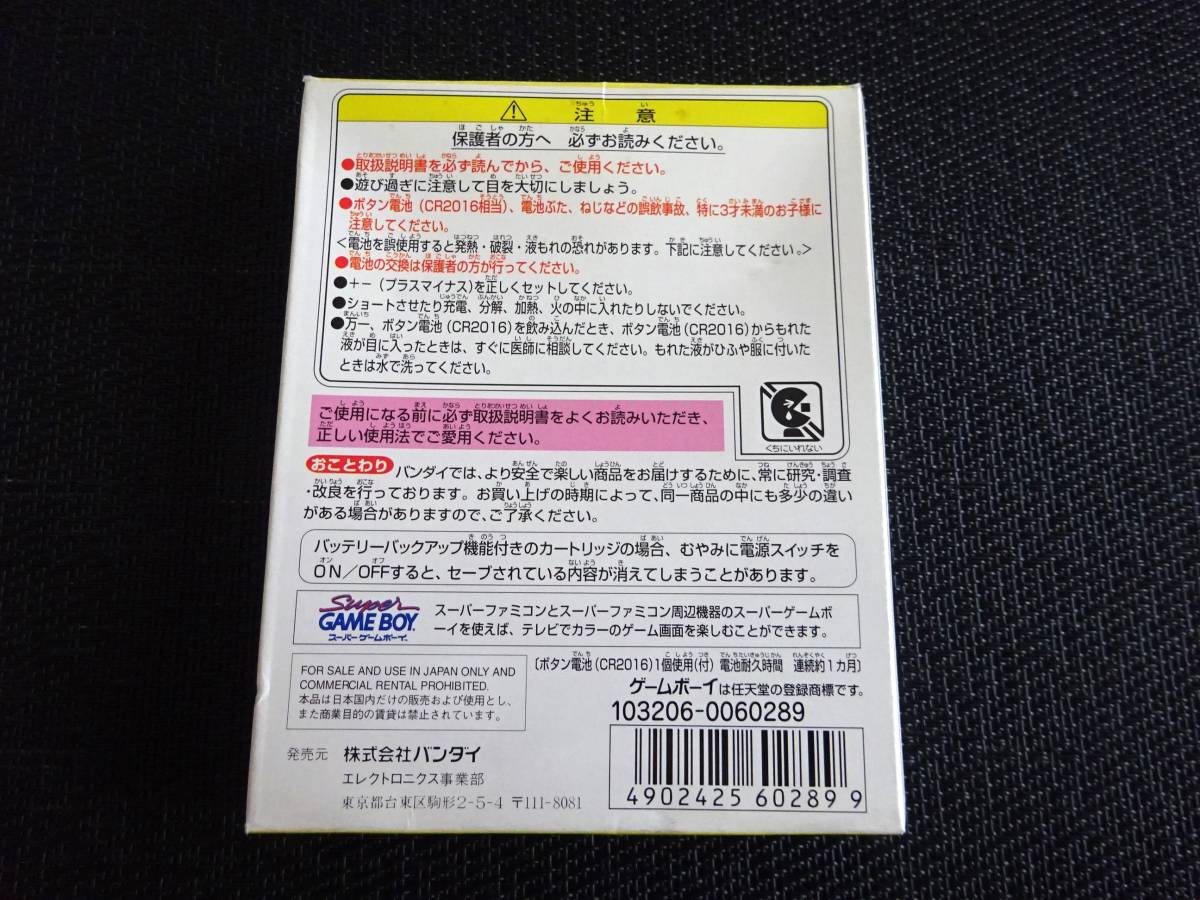 ⚠ 注意
保護者の方へ 必ずお読みください。
●取扱説明書を必ず読んでから、ご使用ください。
●遊び過ぎに注意して目を大切にしましょう。
●ボタン電池(CR2016相当)、電池ぶた、ねじなどの誤飲事故、特に3才未満のお子様に
注意してください。
<電池を誤使用すると発熱・破裂・液もれの恐れがあります。下記に注意してください。>
●電池の交換は保護者の方が行ってください。
●+-(プラスマイナス)を正しくセットしてください。
●ショートさせたり充電、分解、加熱、火の中に入れたりしないでください。
●万一、ボタン電池(CR2016)を飲み込んだとき、ボタン電池(CR2016)からもれた
液が目に入ったときは、すぐに医師に相談してください。もれた液がひふや服に付いた
ときは水で洗ってください。
くちにいれない
ご使用になる前に必ず取扱説明書をよくお読みいただき、
正しい使用法でご愛用ください。
おことわり バンダイでは、より安全で楽しい商品をお届けするために、常に研究・調査
・改良を行っております。お買い上げの時期によって、同一商品の中にも多少の違い
がある場合がありますので、ご了承ください。
バッテリーバックアップ機能付きのカートリッジの場合、むやみに電源スイッチを
ON/OFFすると、セーブされている内容が消えてしまうことがあります。
Super
GAME BOY
スーパーゲームボーイ
スーパーファミコンとスーパーファミコン周辺機器のスーパーゲームボ
ーイを使えば、テレビでカラーのゲーム画面を楽しむことができます。
FOR SALE AND USE IN JAPAN ONLY AND
COMMERCIAL RENTAL PROHIBITED.
本品は日本国内だけの販売および使用とし、
また商業目的の賃貸は禁止されています。
〔ボタン電池(CR2016)1個使用(付) 電池耐久時間 連続約1カ月〕
ゲームボーイは任天堂の登録商標です。
103206-0060289
発売元 株式会社バンダイ
エレクトロニクス事業部
東京都台東区駒形2-5-4 〒111-8081
4902425602899